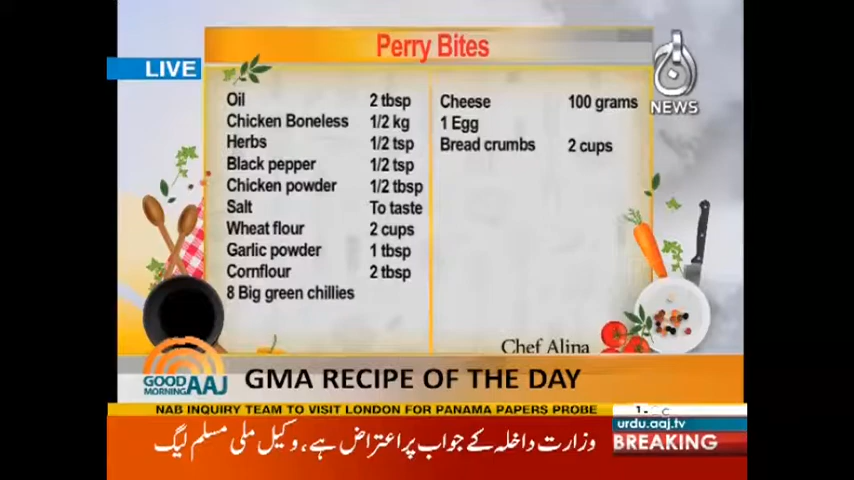 Perry Bites
LIVE
NEWS
Oil 2 tbsp
Chicken Boneless 1/2 kg
Herbs 1/2 tsp
Black pepper 1/2 tsp
Chicken powder 1/2 tbsp
Salt To taste
Wheat flour 2 cups
Garlic powder 1 tbsp
Cornflour 2 tbsp
8 Big green chillies
Cheese 100 grams
1 Egg
Bread crumbs 2 cups
Chef Alina
GOOD
MORNING AAJ
GMA RECIPE OF THE DAY
NAB INQUIRY TEAM TO VISIT LONDON FOR PANAMA PAPERS PROBE
urdu.aaj.tv
BREAKING
وزارت داخلہ کے جواب پر اعتراض ہے، وکیل ملی مسلم لیگ